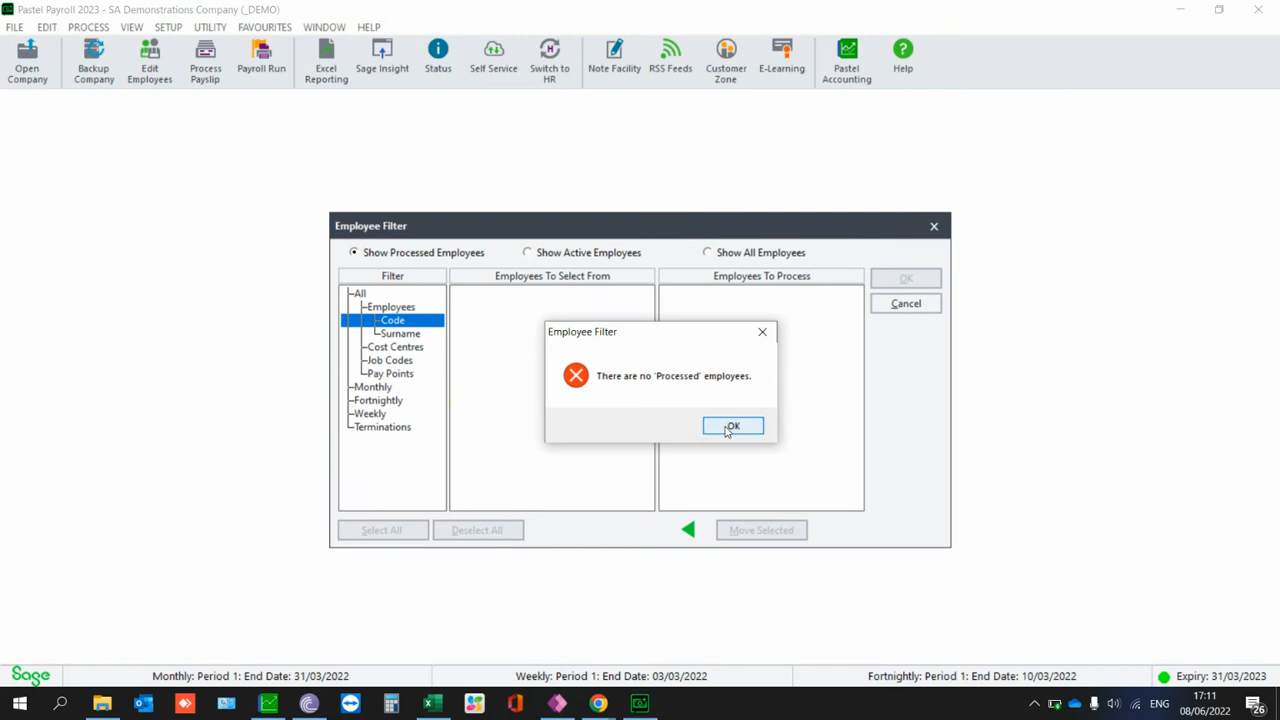 Pastel Payroll 2023 - SA Demonstrations Company (_DEMO)
FILE EDIT PROCESS VIEW SETUP UTILITY FAVOURITES WINDOW HELP
Open Company
Backup Company
Edit Employees
Process Payslip
Payroll Run
Excel Reporting
Sage Insight
Status
Self Service
Switch to HR
Note Facility
RSS Feeds
Customer Zone
E-Learning
Pastel Accounting
Help
Employee Filter
Show Processed Employees Show Active Employees Show All Employees
Filter Employees To Select From Employees To Process
OK
Cancel
All
Employees
Code
Surname
Cost Centres
Job Codes
Pay Points
Monthly
Fortnightly
Weekly
Terminations
Employee Filter
There are no 'Processed' employees.
OK
Select All Deselect All Move Selected
Sage Monthly: Period 1: End Date: 31/03/2022 Weekly: Period 1: End Date: 03/03/2022 Fortnightly: Period 1: End Date: 10/03/2022 Expiry: 31/03/2023
ENG
17:11
08/06/2022
26